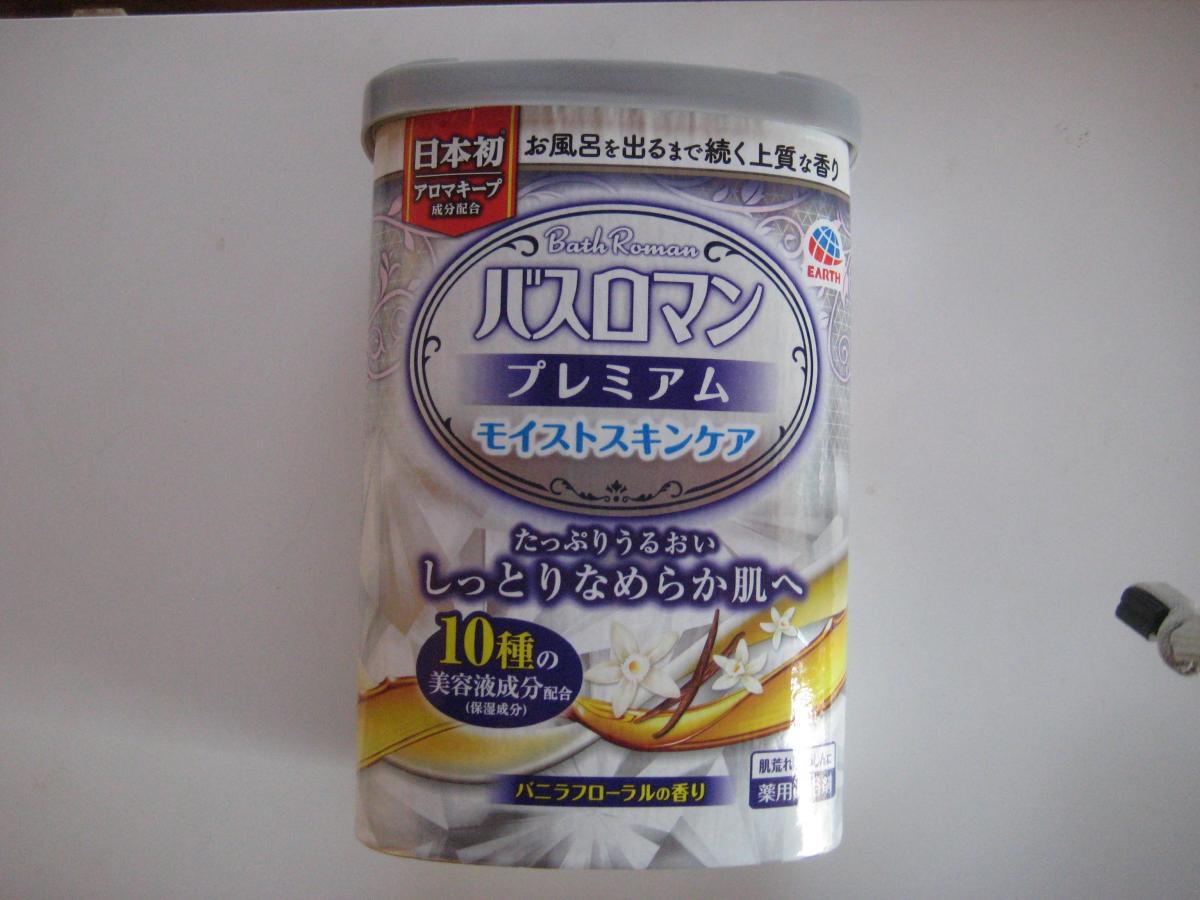 日本初
アロマキープ
成分配合
お風呂を出るまで続く上質な香り
EARTH
Bath Roman
バスロマン
プレミアム
モイストスキンケア
たっぷりうるおい
しっとりなめらか肌へ
10種の
美容液成分配合
(保湿成分)
バニラフローラルの香り
肌荒れ
薬用